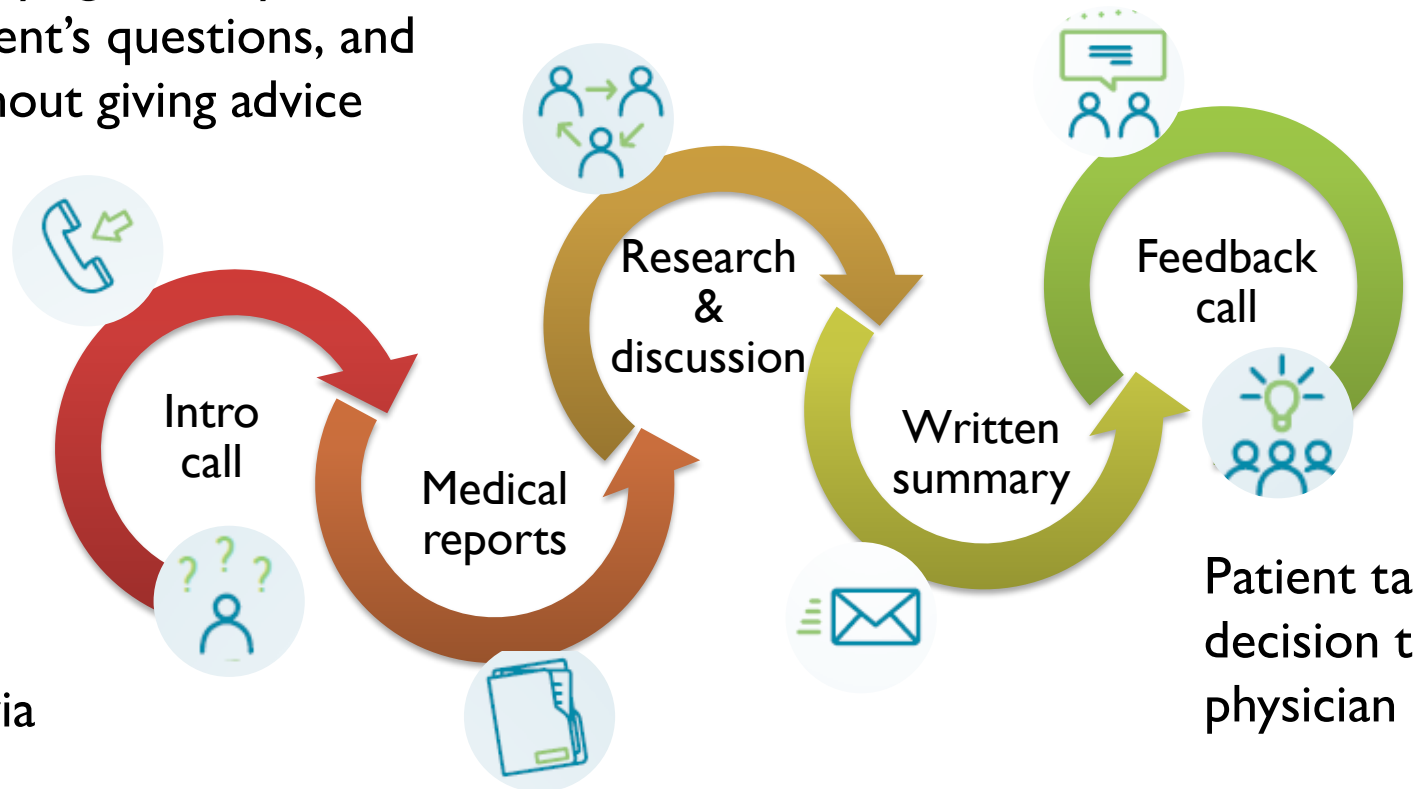 ent's questions, and
hout giving advice
Intro
call
Medical
reports
Research
&
discussion
Written
summary
Feedback
call
? ? ?
ia
Patient ta
decision t
physician